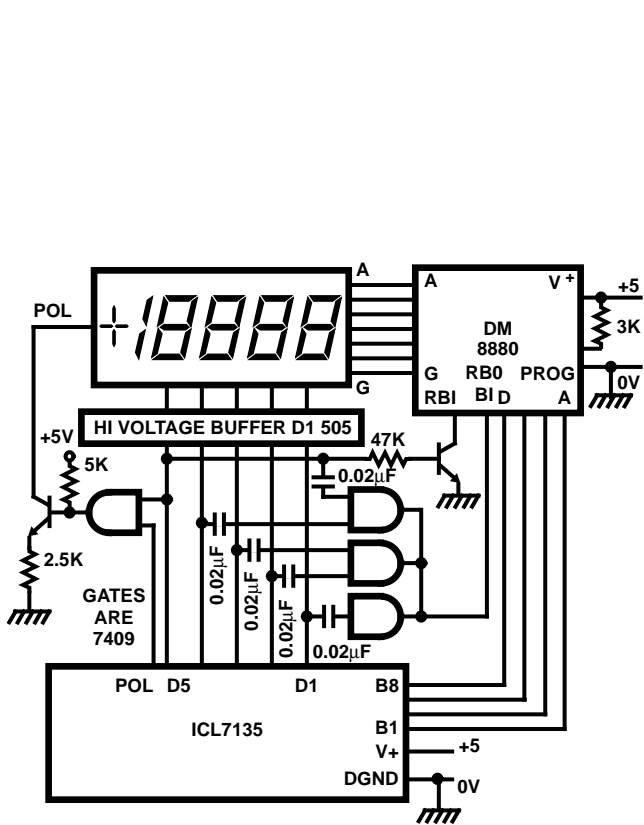 A
V+
+5
POL
DM
8880
3K
G
G
RB0
PROG
0V
RBI
BI
D
A
HI VOLTAGE BUFFER D1 505
+5V
47K
5K
0.02μF
2.5K
0.02μF
0.02μF
0.02μF
0.02μF
GATES
ARE
7409
POL
D5
D1
B8
ICL7135
B1
V+
+5
DGND
0V
A
+18888